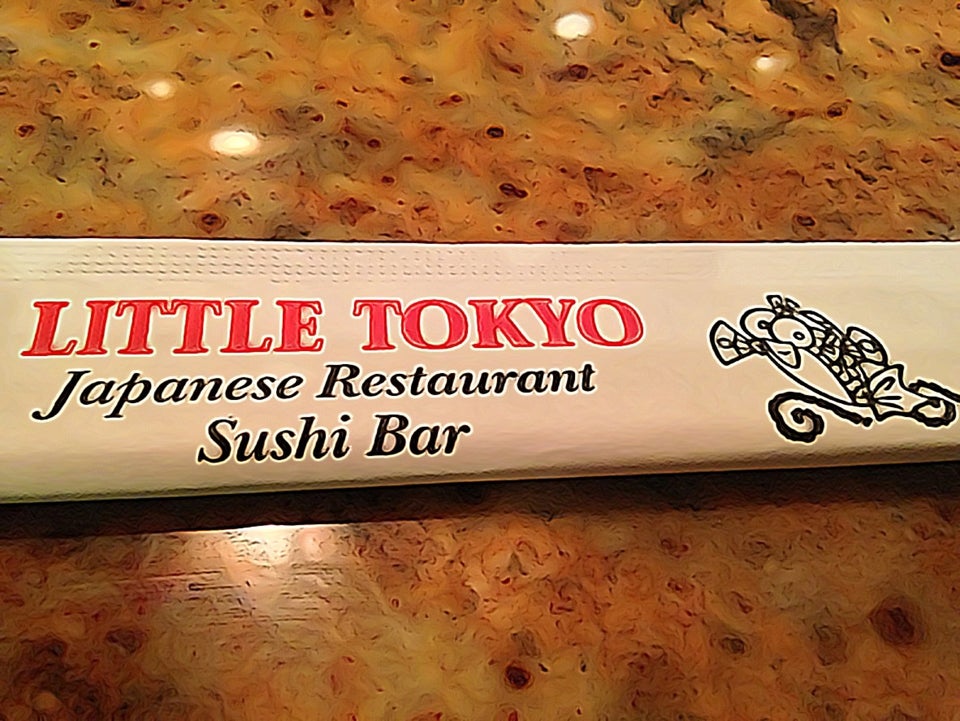 LITTLE TOKYO
Japanese Restaurant
Sushi Bar